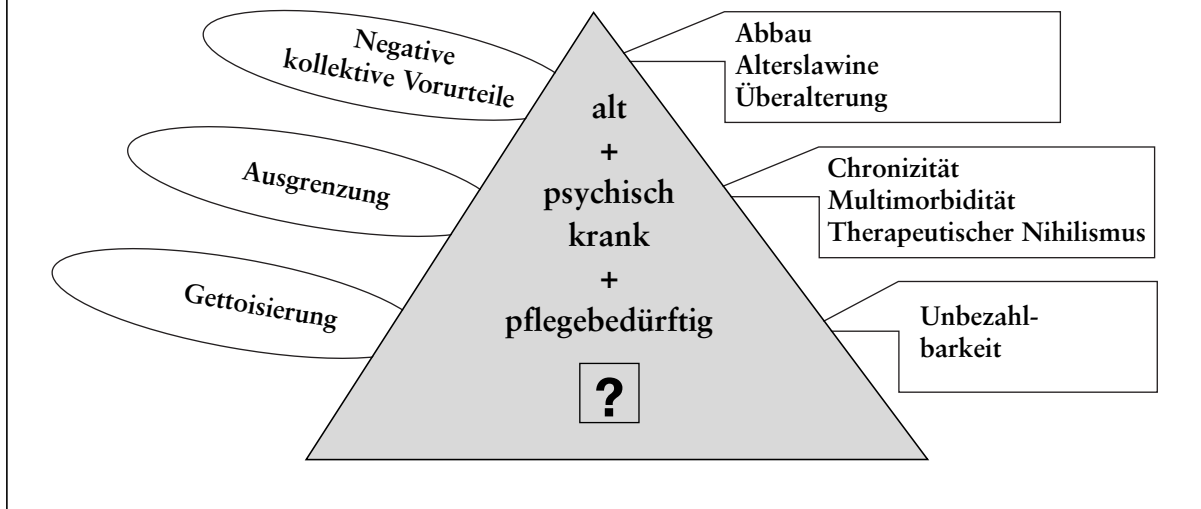 Negative
kollektive Vorurteile
Ausgrenzung
Gettoisierung
alt
+
psychisch
krank
+
pflegebedürftig
?
Abbau
Alterslawine
Überalterung
Chronizität
Multimorbidität
Therapeutischer Nihilismus
Unbezahl-
barkeit